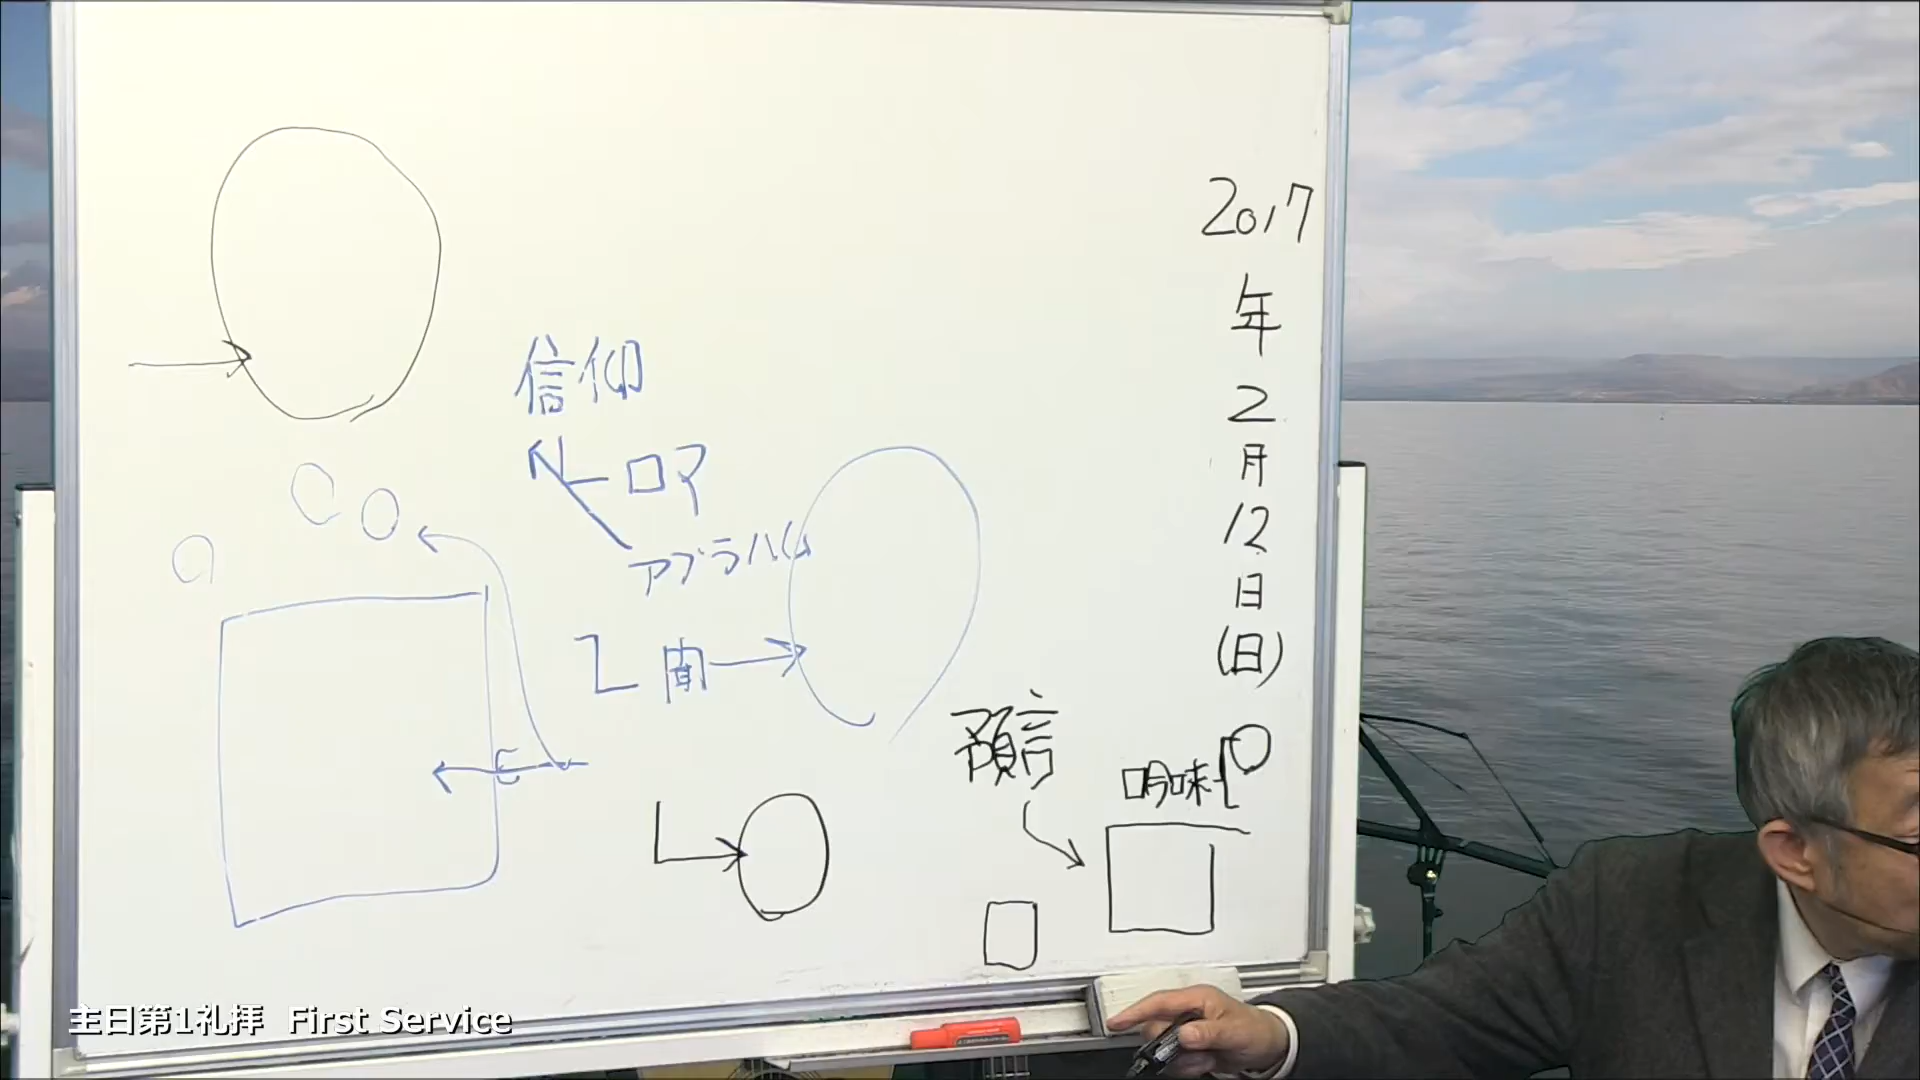 2017
年
2
月
12
日
(日)
信仰
ロマ
アブラハム
聞
預言
吟味
主日第1礼拝 First Service